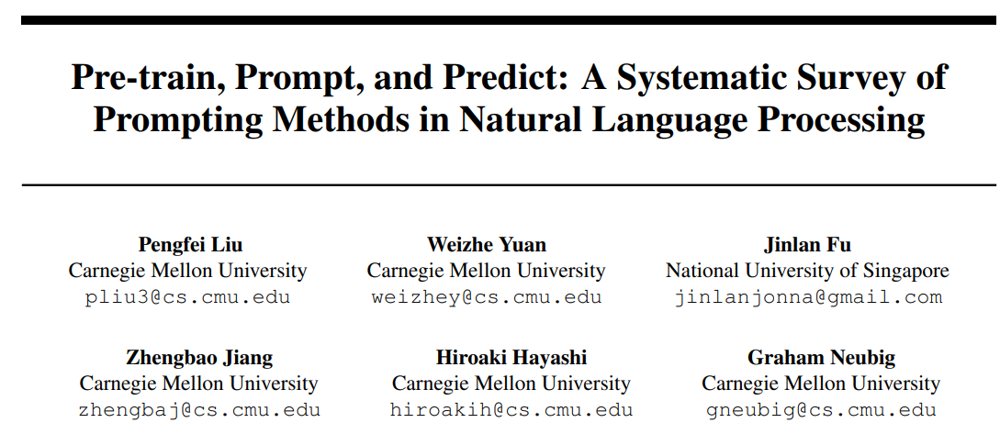 Pre-train, Prompt, and Predict: A Systematic Survey of
Prompting Methods in Natural Language Processing
Pengfei Liu
Carnegie Mellon University
pliu3@cs.cmu.edu
Weizhe Yuan
Carnegie Mellon University
weizhey@cs.cmu.edu
Jinlan Fu
National University of Singapore
jinlanjonna@gmail.com
Zhengbao Jiang
Carnegie Mellon University
zhengbaj@cs.cmu.edu
Hiroaki Hayashi
Carnegie Mellon University
hiroakih@cs.cmu.edu
Graham Neubig
Carnegie Mellon University
gneubig@cs.cmu.edu